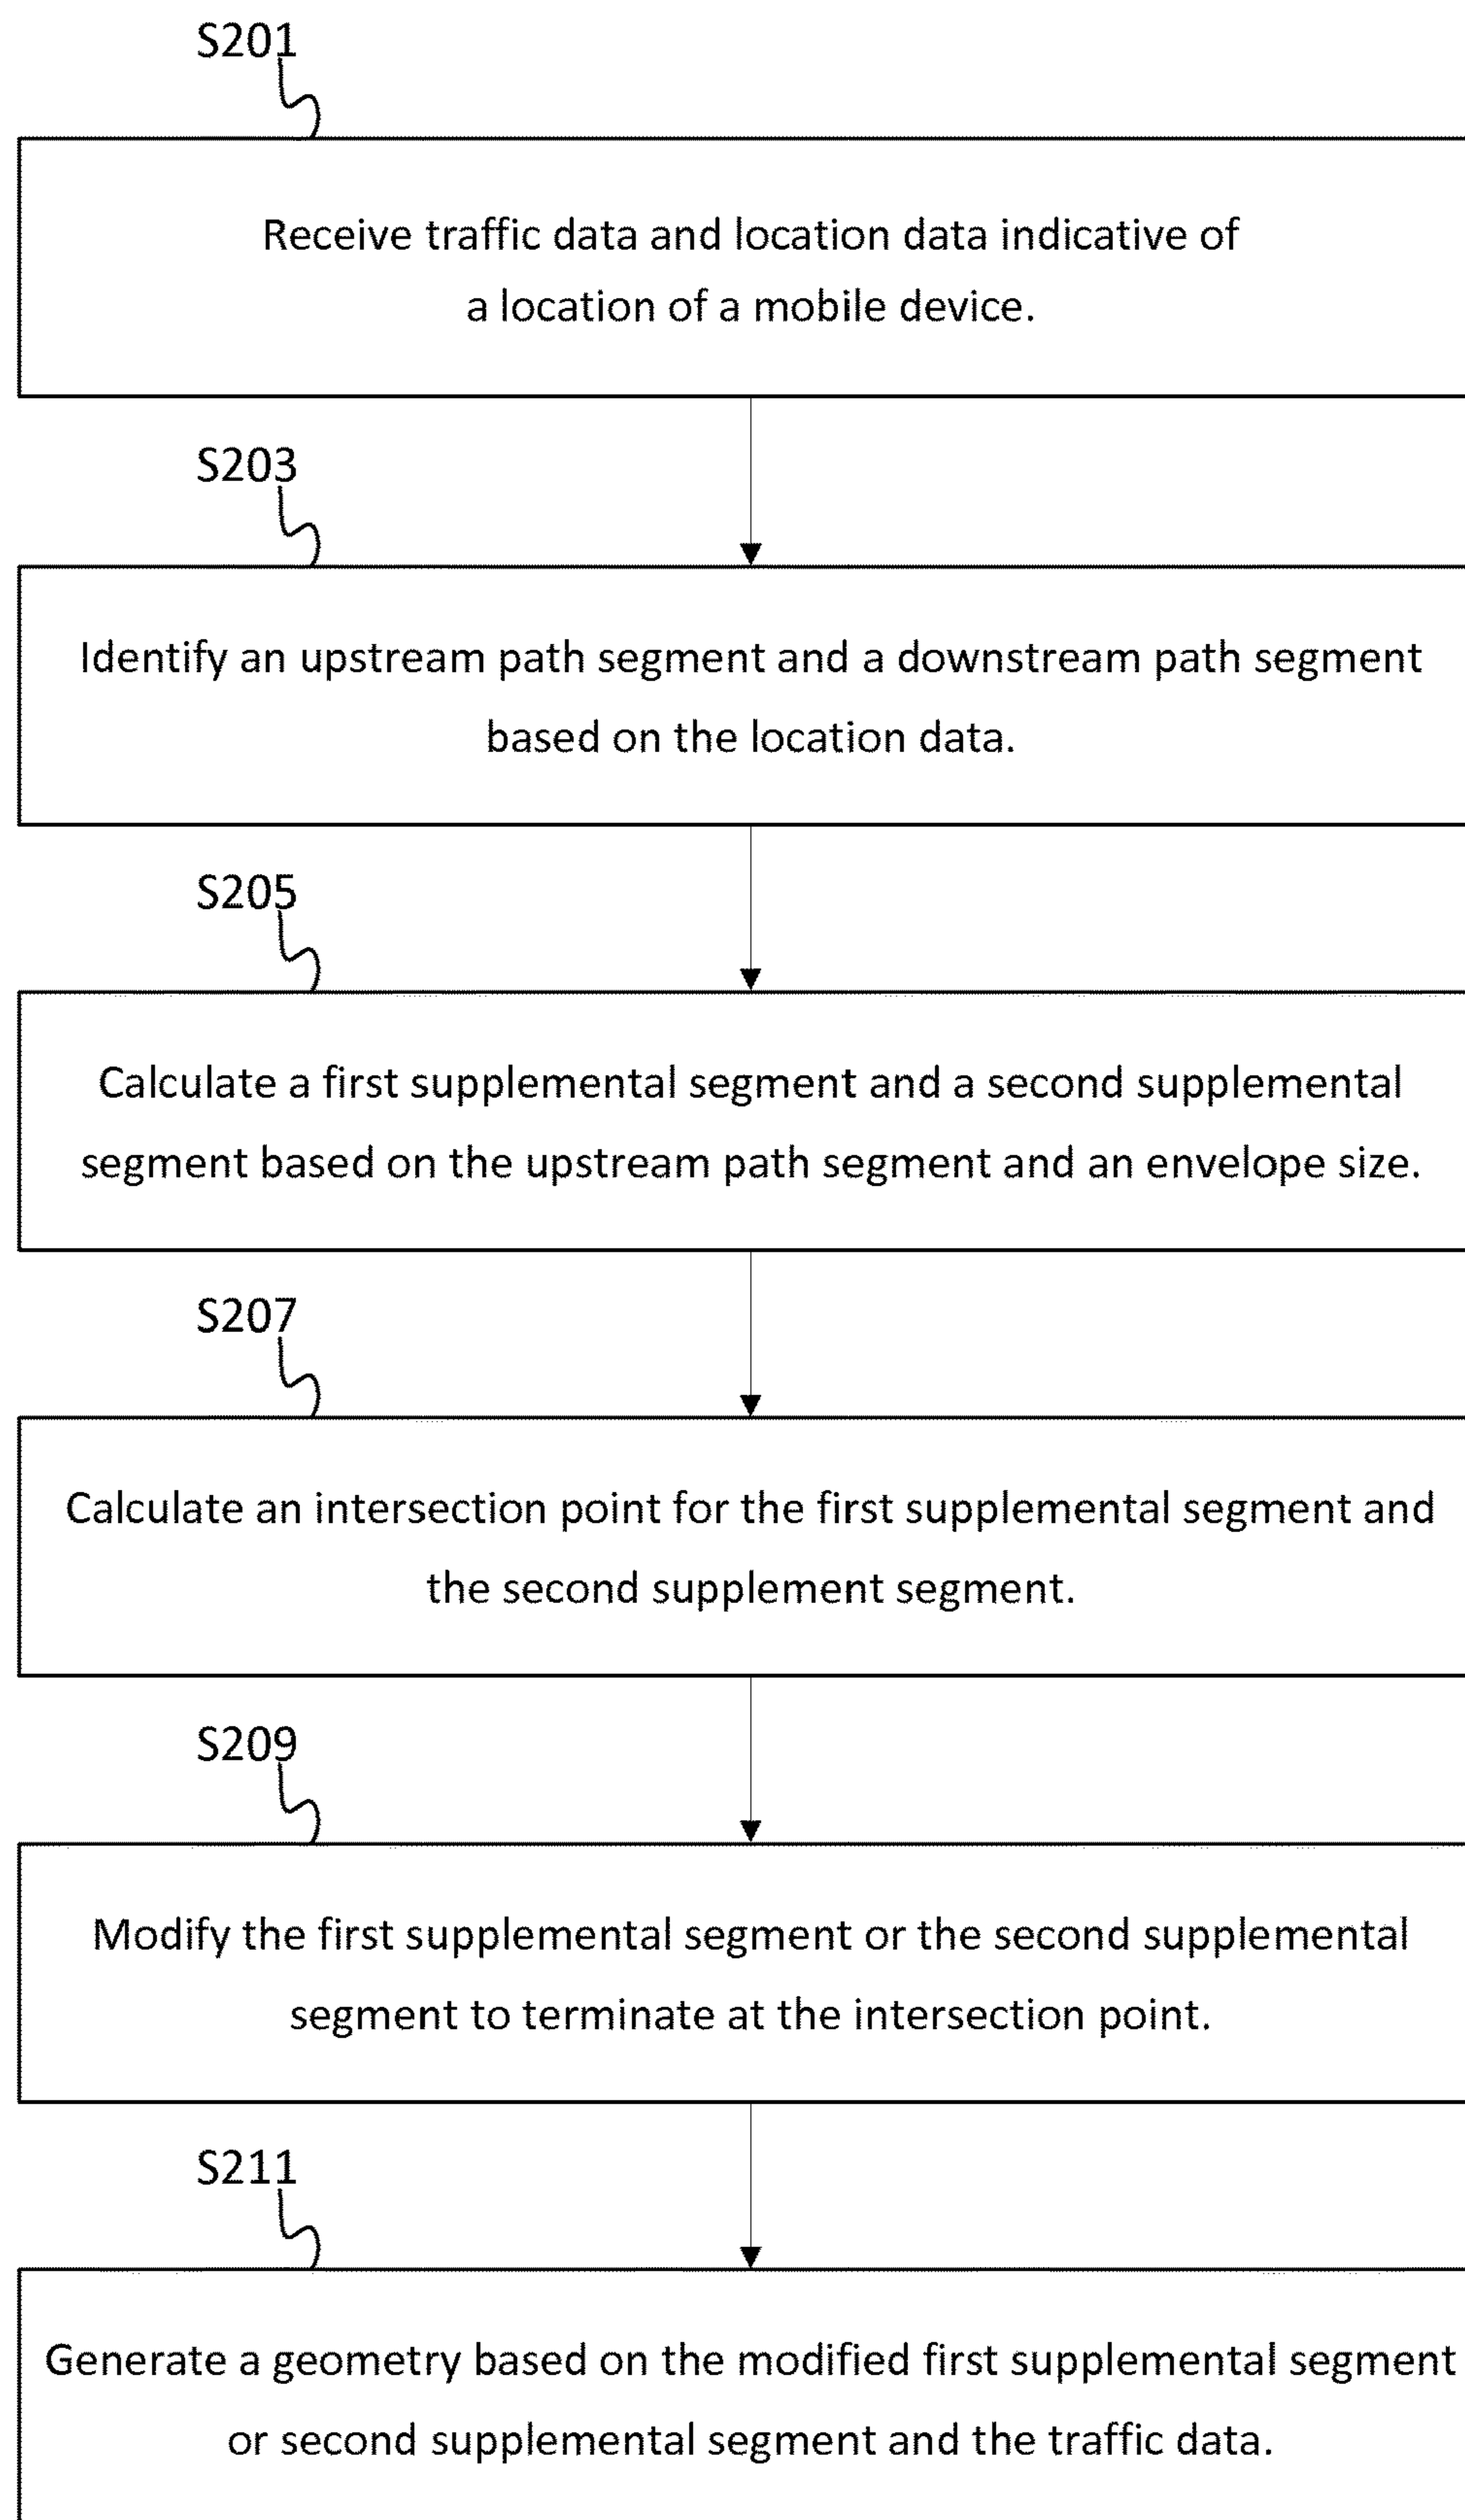 S201
Receive traffic data and location data indicative of
a location of a mobile device.
S203
Identify an upstream path segment and a downstream path segment
based on the location data.
S205
Calculate a first supplemental segment and a second supplemental
segment based on the upstream path segment and an envelope size.
S207
Calculate an intersection point for the first supplemental segment and
the second supplement segment.
S209
Modify the first supplemental segment or the second supplemental
segment to terminate at the intersection point.
S211
Generate a geometry based on the modified first supplemental segment
or second supplemental segment and the traffic data.